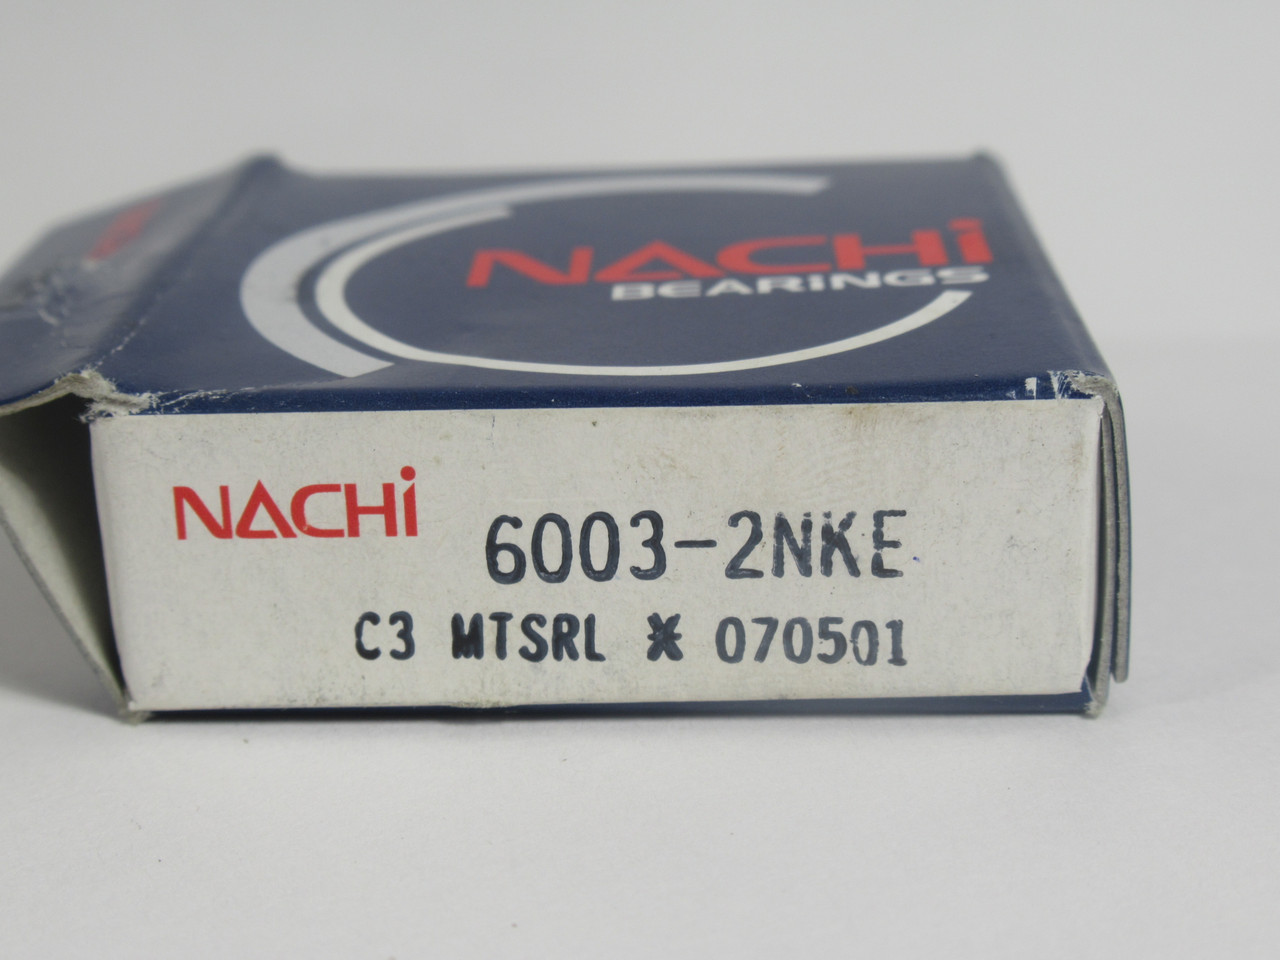 NACHi
BEARiNGS
NACHi
6003-2NKE
C3 MTSRL * 070501